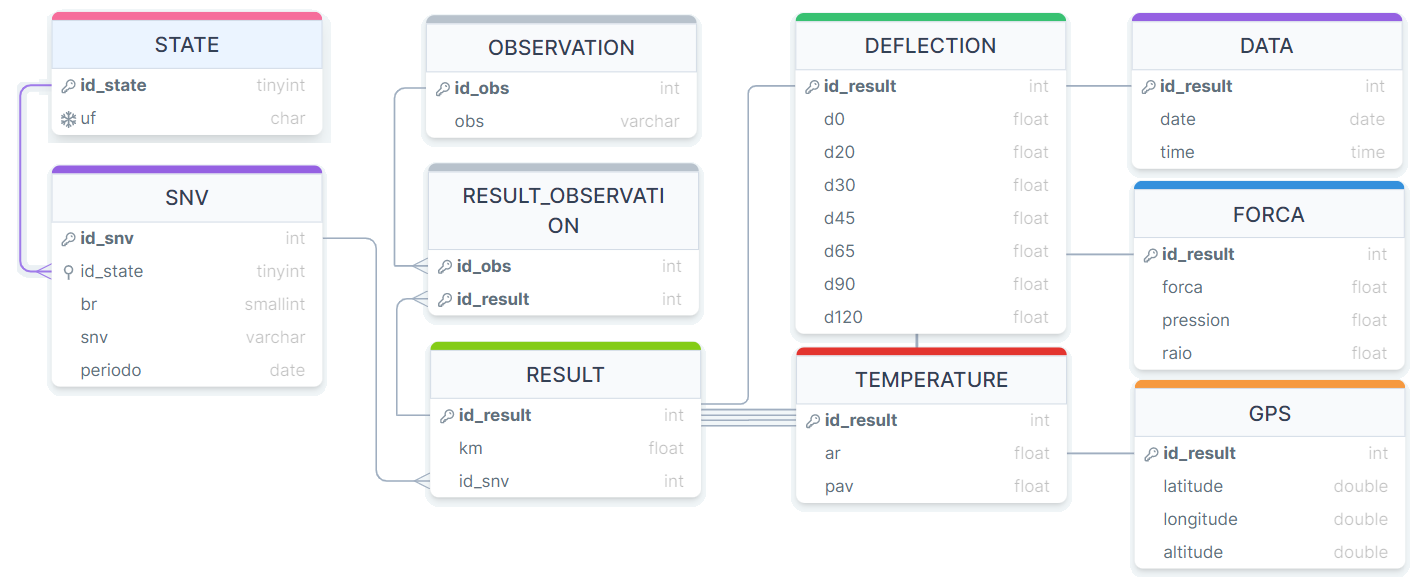 STATE
id_state tinyint
uf char
SNV
id_snv int
id_state tinyint
br smallint
snv varchar
periodo date
OBSERVATION
id_obs int
obs varchar
RESULT_OBSERVATI
ON
id_obs int
id_result int
RESULT
id_result int
km float
id_snv int
DEFLECTION
id_result int
d0 float
d20 float
d30 float
d45 float
d65 float
d90 float
d120 float
TEMPERATURE
id_result int
ar float
pav float
DATA
id_result int
date date
time time
FORCA
id_result int
forca float
pression float
raio float
GPS
id_result int
latitude double
longitude double
altitude double